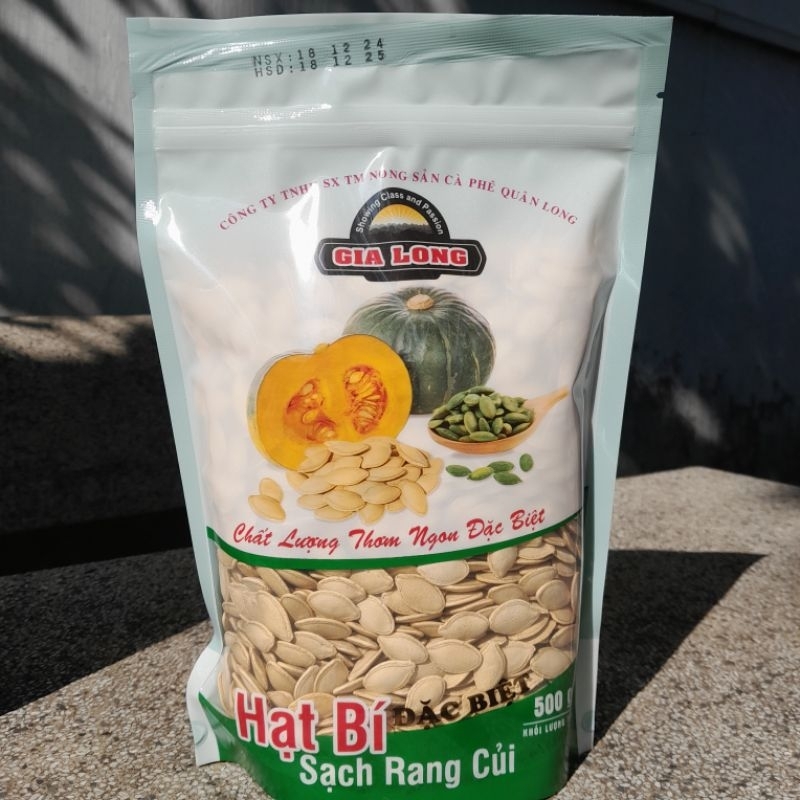 NSX:18 12 24
HSD:18 12 25
CÔNG TY TNHH SX TM NÔNG SẢN CÀ PHÊ QUÂN LONG
Showing Class and Passion
GIA LONG
Chất Lượng Thơm Ngon Đặc Biệt
Hạt Bí ĐẶC BIỆT
500 g
KHỐI LƯỢNG
Sạch Rang Củi